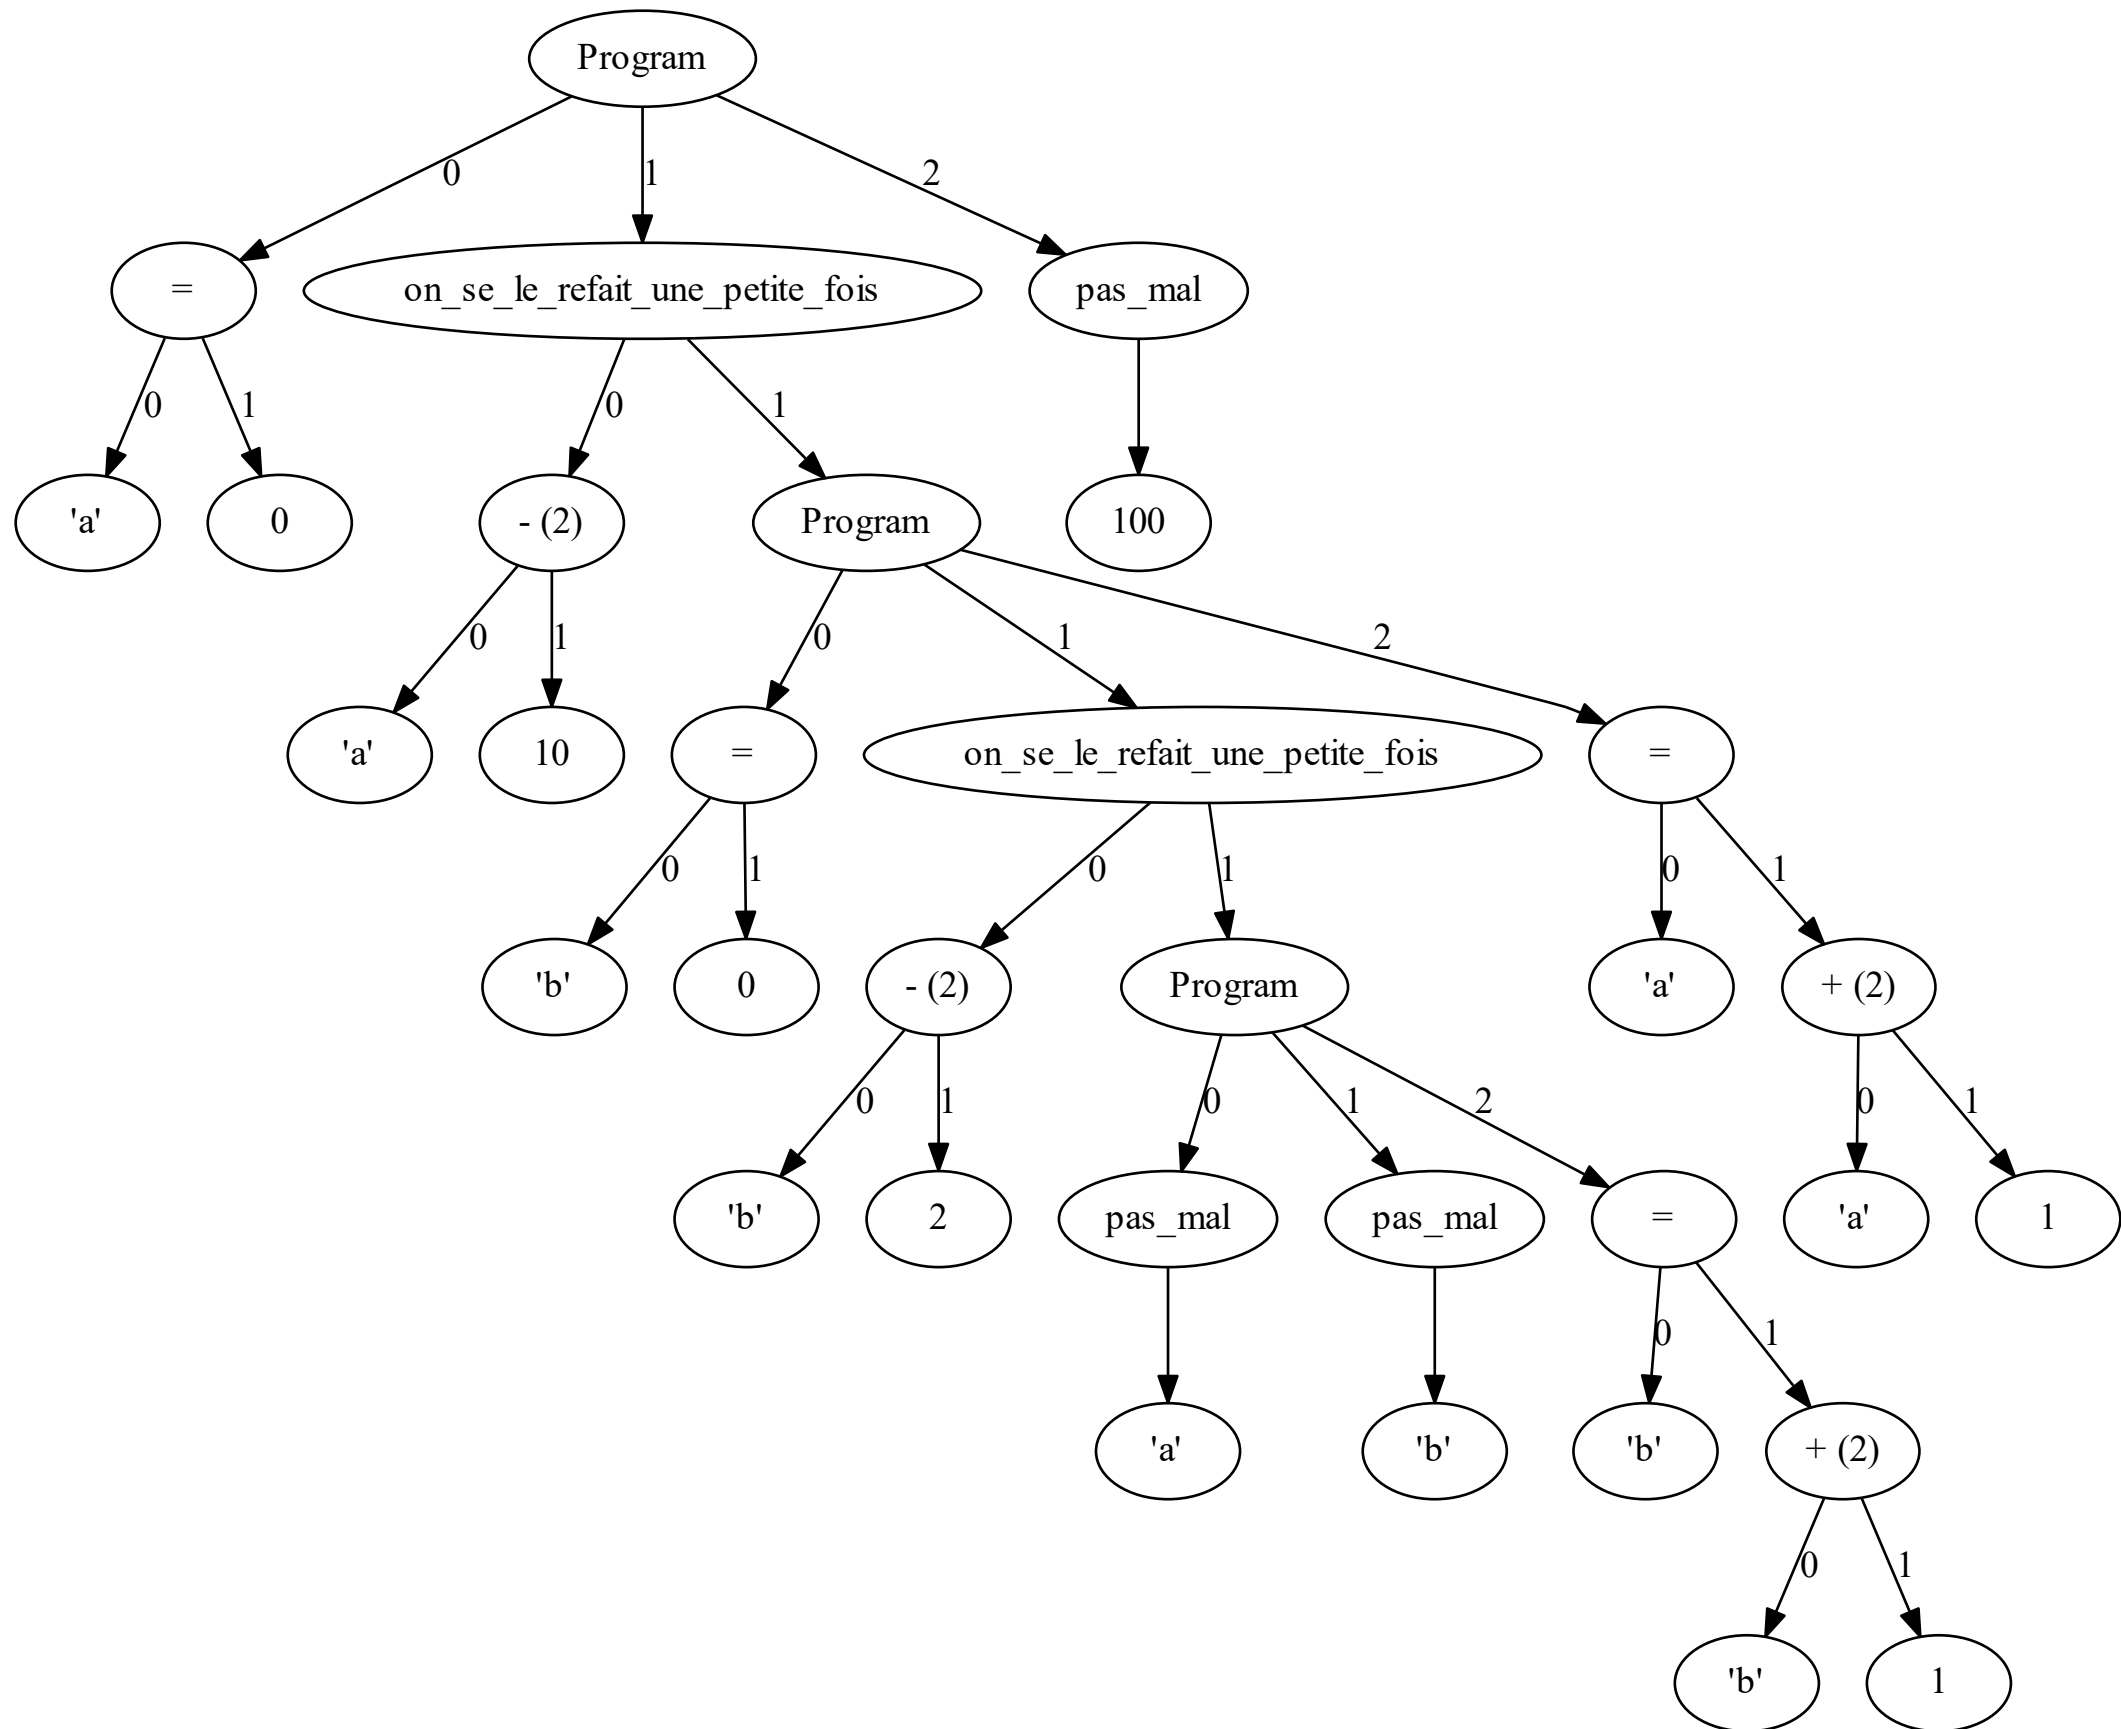 Program
0
1
2
=
on_se_le_refait_une_petite_fois
pas_mal
0
1
0
1
'a'
0
- (2)
Program
100
0
1
0
1
2
'a'
10
=
on_se_le_refait_une_petite_fois
=
0
1
0
1
0
1
'b'
0
- (2)
Program
'a'
+ (2)
0
1
0
1
2
0
1
'b'
2
pas_mal
pas_mal
=
'a'
1
0
1
'a'
'b'
'b'
+ (2)
0
1
'b'
1